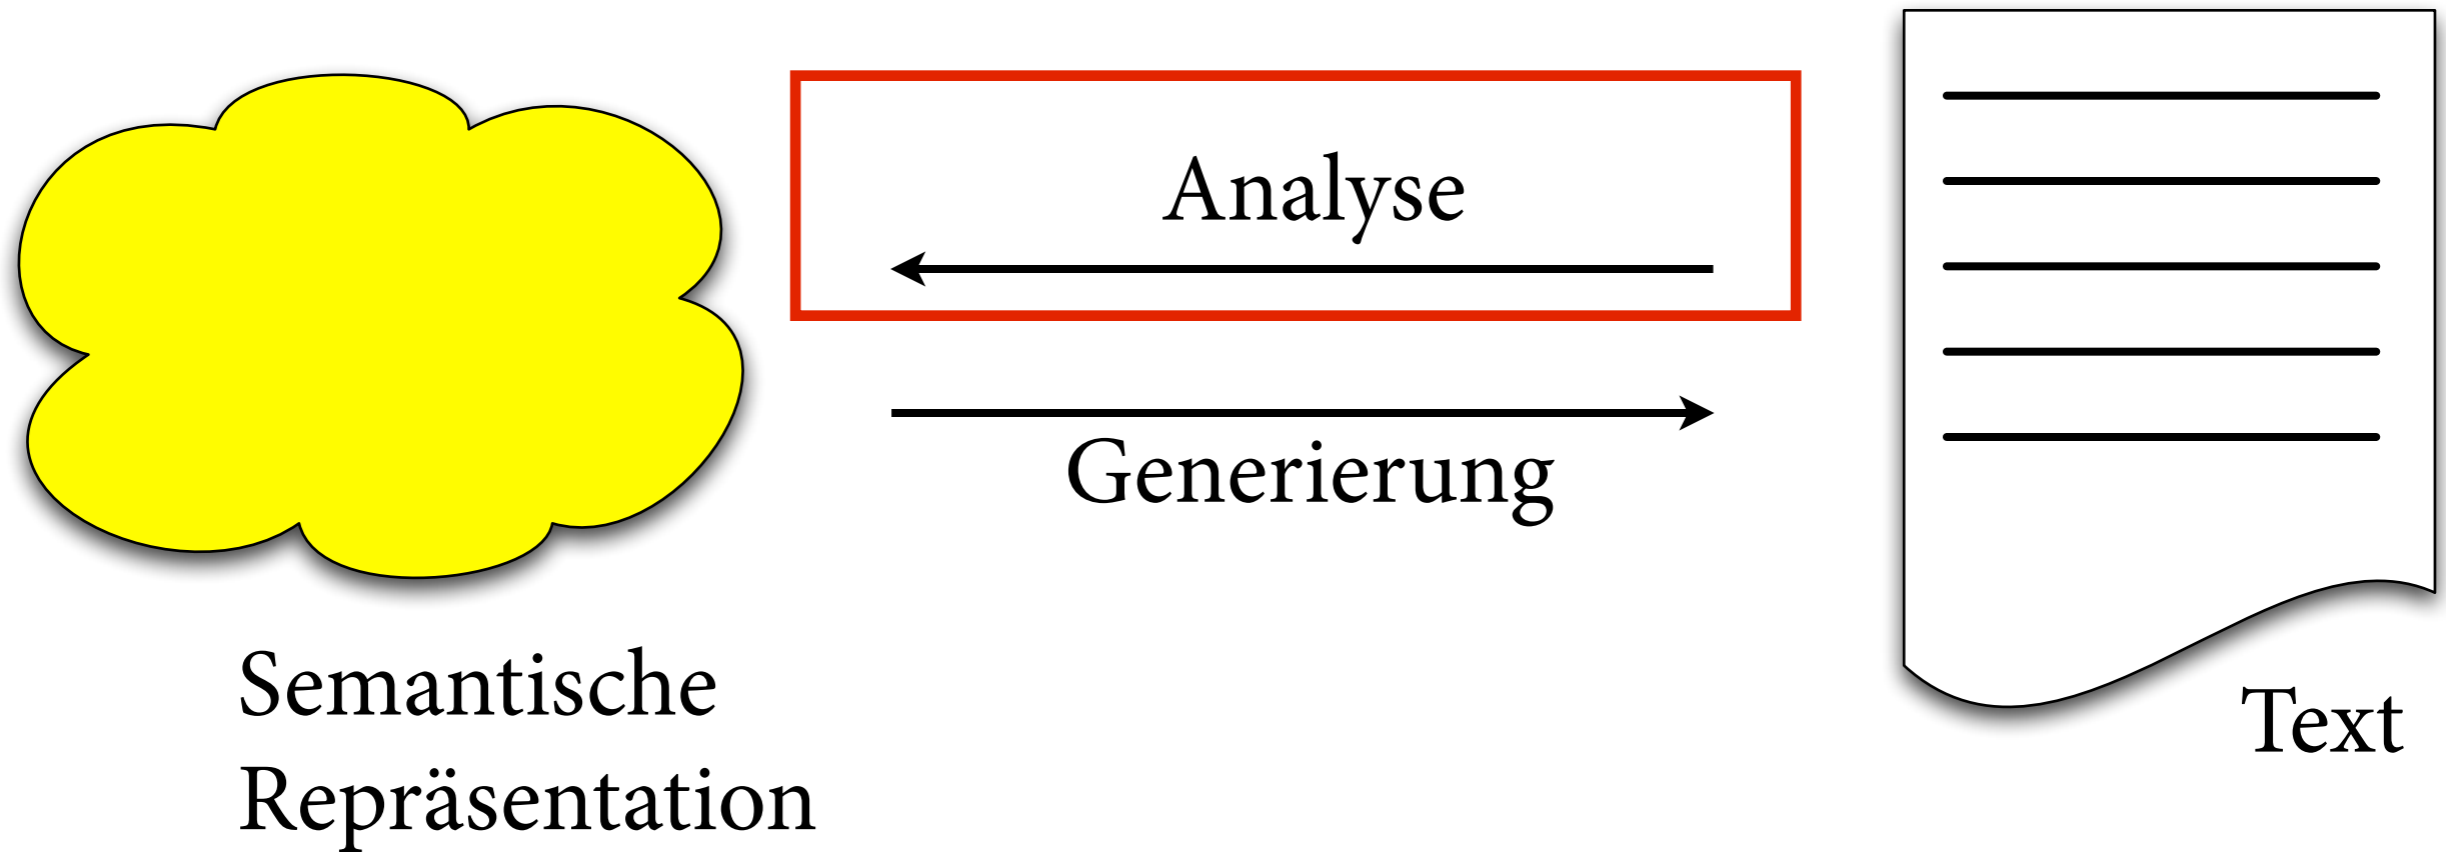 Analyse
Generierung
Semantische
Repräsentation
Text